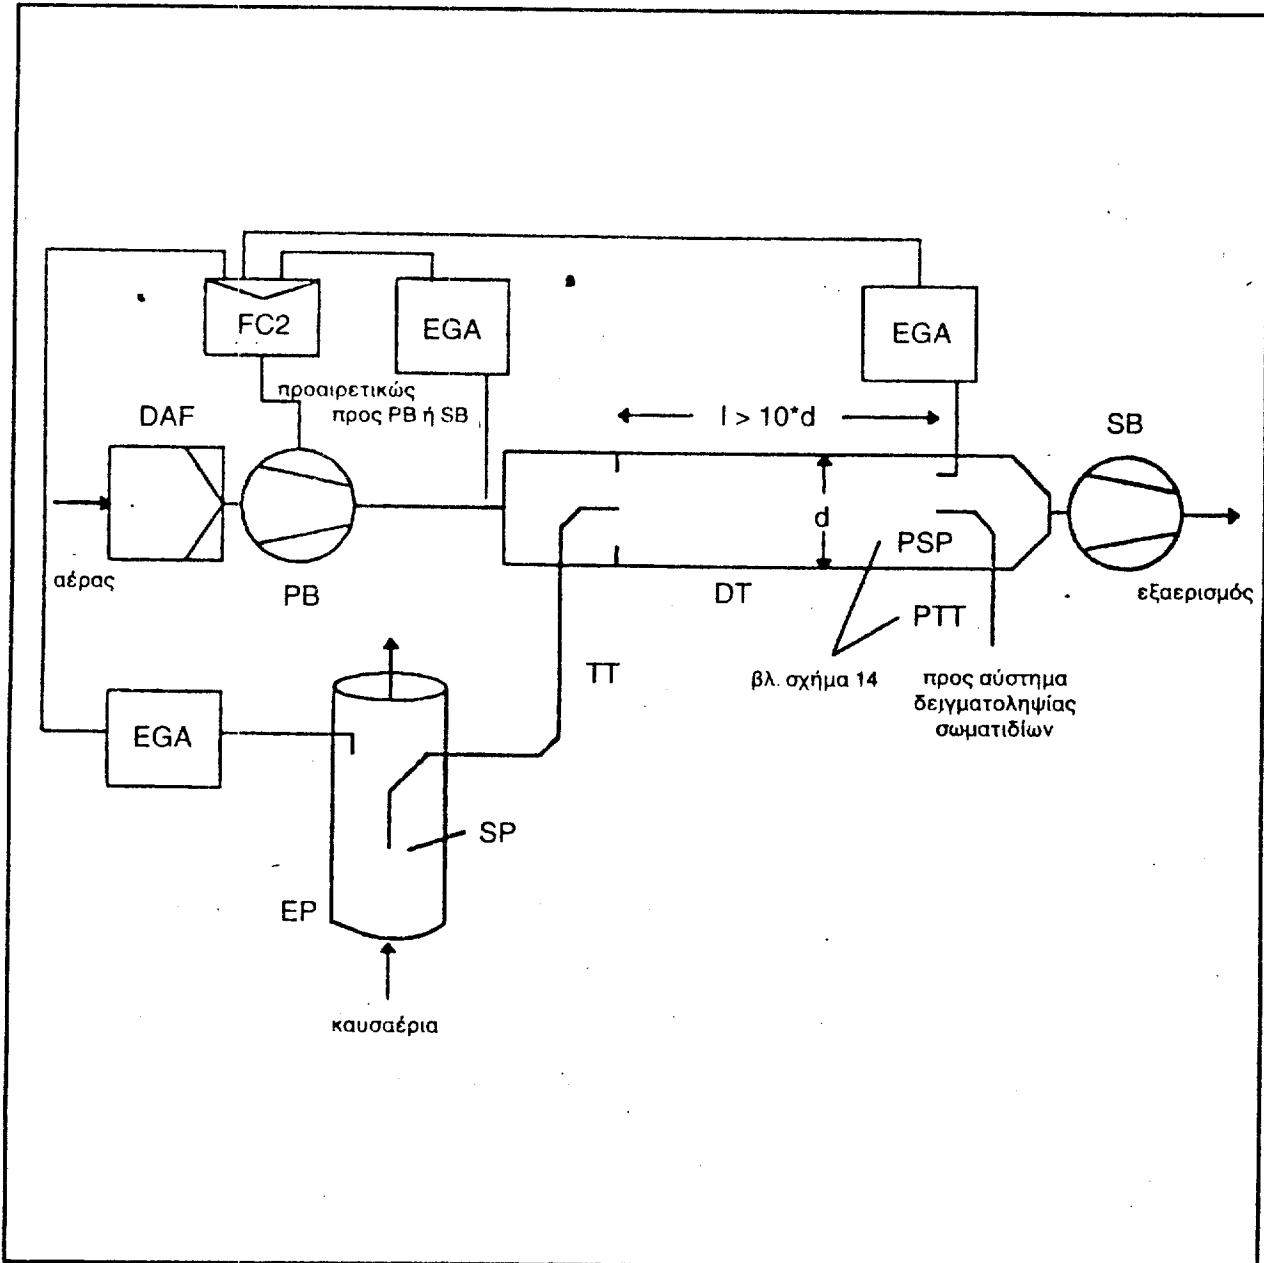 FC2
EGA
EGA
προαιρετικώς
προς PB ή SB
DAF
l > 10*d
SB
d
PSP
αέρας
PB
DT
εξαερισμός
PTT
TT
βλ. σχήμα 14
προς σύστημα
δειγματοληψίας
σωματιδίων
EGA
SP
EP
καυσαέρια